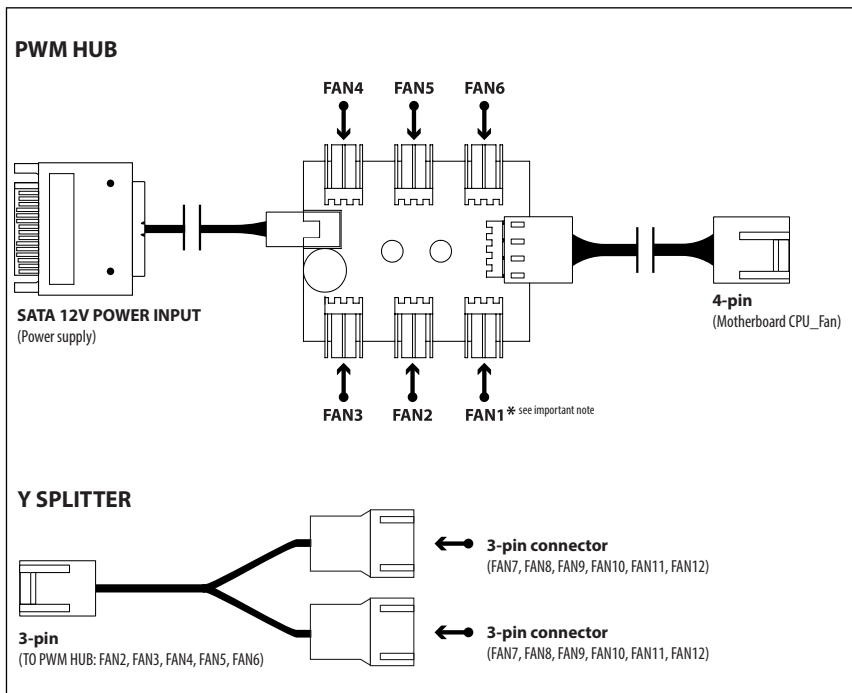 PWM HUB
FAN4 FAN5 FAN6
SATA 12V POWER INPUT
(Power supply)
4-pin
(Motherboard CPU_Fan)
FAN3 FAN2 FAN1 * see important note
Y SPLITTER
3-pin connector
(FAN7, FAN8, FAN9, FAN10, FAN11, FAN12)
3-pin
(TO PWM HUB: FAN2, FAN3, FAN4, FAN5, FAN6)
3-pin connector
(FAN7, FAN8, FAN9, FAN10, FAN11, FAN12)